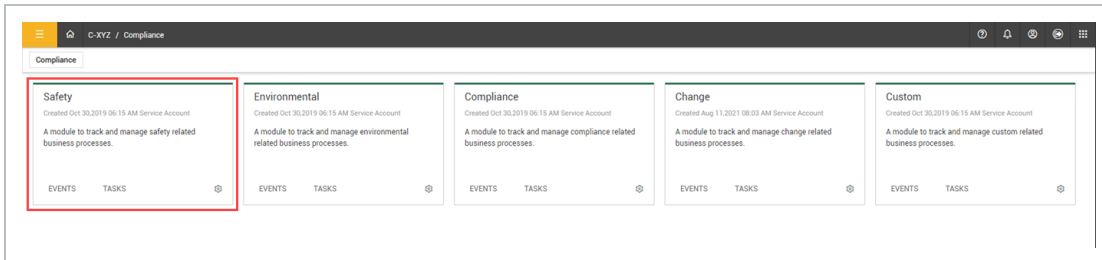 C-XYZ / Compliance
Compliance
Safety
Created Oct 30,2019 06:15 AM Service Account
A module to track and manage safety related
business processes.
EVENTS TASKS
Environmental
Created Oct 30,2019 06:15 AM Service Account
A module to track and manage environmental
related business processes.
EVENTS TASKS
Compliance
Created Oct 30,2019 06:15 AM Service Account
A module to track and manage compliance related
business processes.
EVENTS TASKS
Change
Created Aug 11,2021 08:03 AM Service Account
A module to track and manage change related
business processes.
EVENTS TASKS
Custom
Created Oct 30,2019 06:15 AM Service Account
A module to track and manage custom related
business processes.
EVENTS TASKS